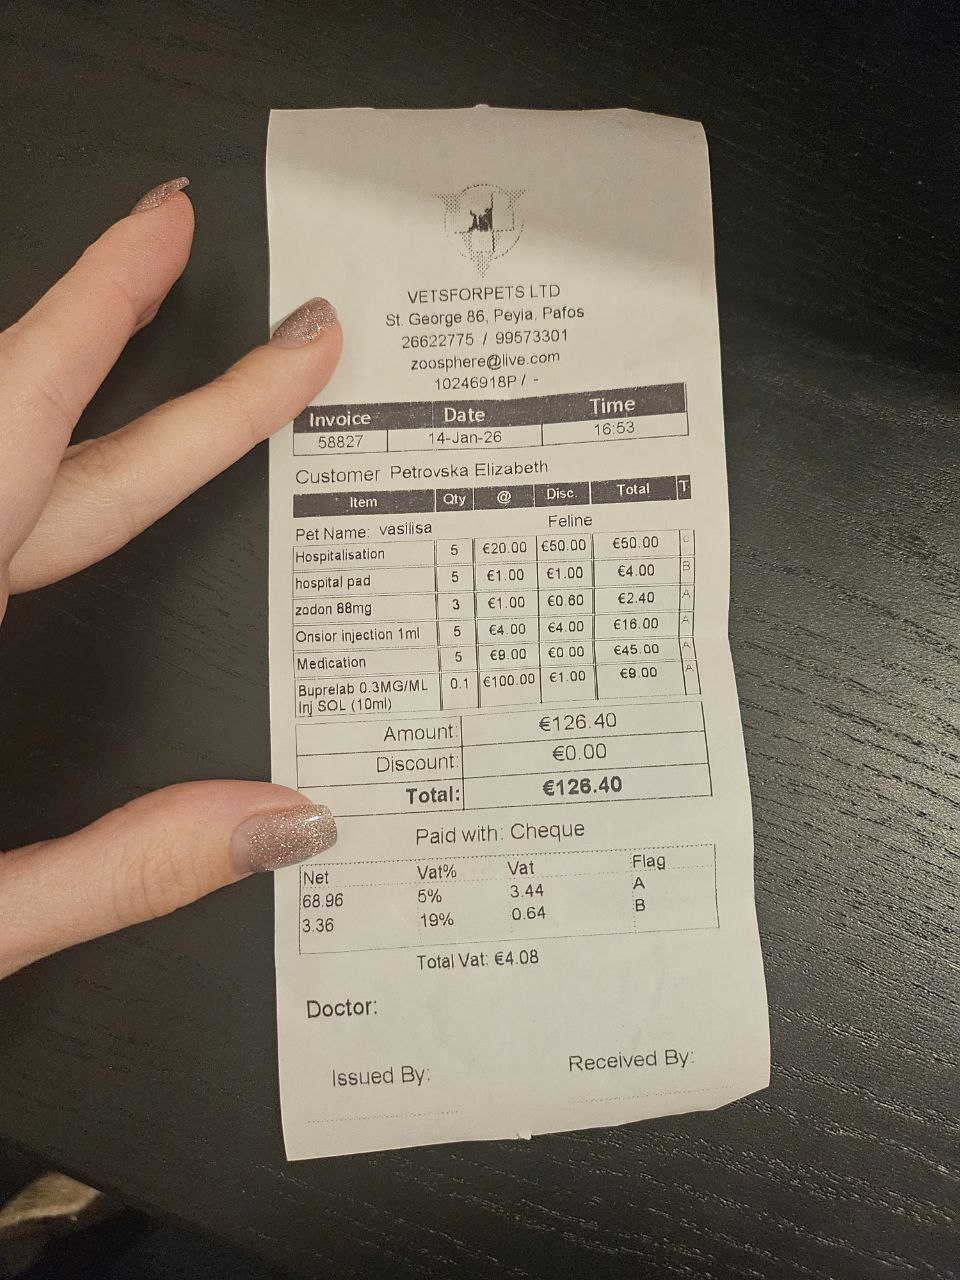 VETSFORPETS LTD
St. George 86, Peyia, Pafos
26622775 / 99573301
zoosphere@live.com
10246918P / -
Invoice Date Time
58827 14-Jan-26 16:53
Customer Petrovska Elizabeth
Item Qty @ Disc. Total T
Pet Name: vasilisa Feline
Hospitalisation 5 €20.00 €50.00 €50.00 C
hospital pad 5 €1.00 €1.00 €4.00 B
zodon 88mg 3 €1.00 €0.60 €2.40 A
Onsior injection 1ml 5 €4.00 €4.00 €16.00 A
Medication 5 €9.00 €0.00 €45.00 A
Buprelab 0.3MG/ML 0.1 €100.00 €1.00 €9.00 A
Inj SOL (10ml)
Amount: €126.40
Discount: €0.00
Total: €126.40
Paid with: Cheque
Net Vat% Vat Flag
68.96 5% 3.44 A
3.36 19% 0.64 B
Total Vat: €4.08
Doctor:
Issued By: Received By: